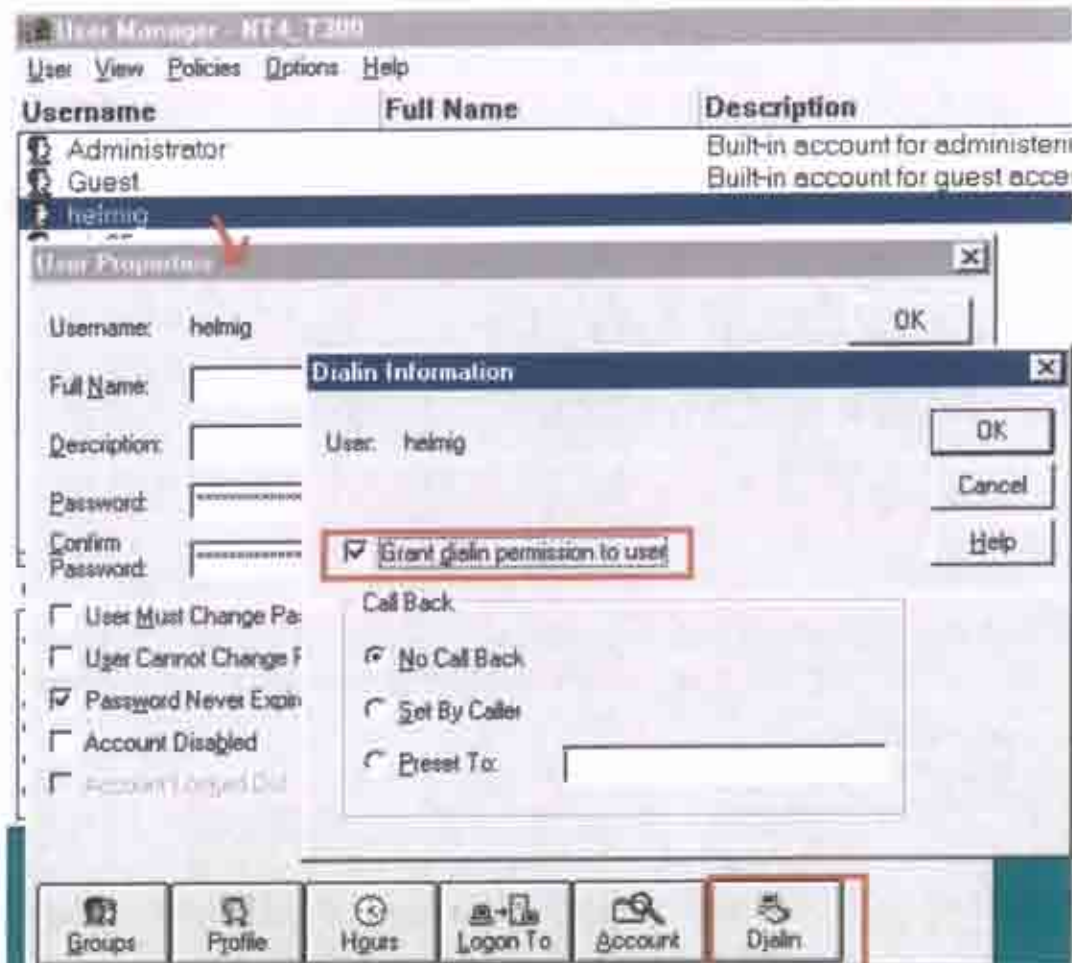 User Manager - NT4_T300
User View Policies Options Help
Username Full Name Description
Administrator Built-in account for administeri
Guest Built-in account for guest acce
helmig
User Properties
Username: helmig OK
Full Name:
Description:
Password: 
Confirm
Password:
User Must Change Pa
User Cannot Change P
Password Never Expir
Account Disabled
Account Locked Out
Dialin Information
User: helmig
OK
Cancel
Help
Grant dialin permission to user
Call Back
No Call Back
Set By Caller
Preset To:
Groups Profile Hours Logon To Account Dialin